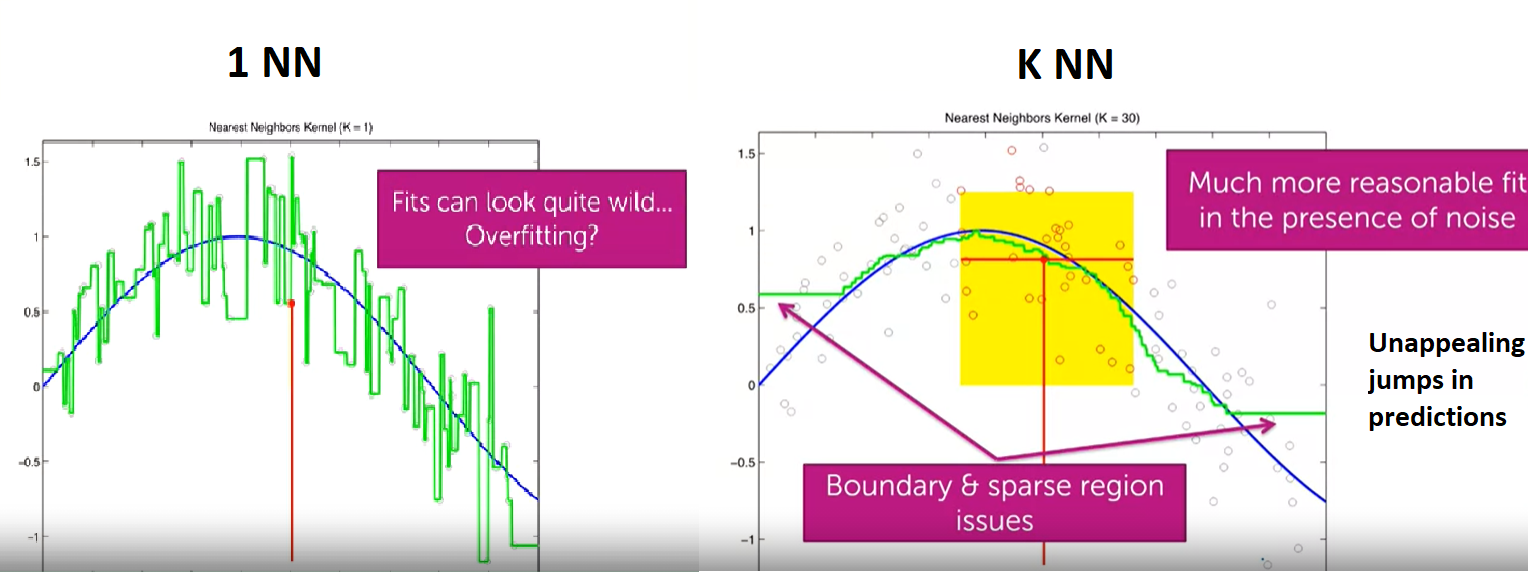 1 NN
K NN
Nearest Neighbors Kernel (K = 1)
1.5
1
0.5
0
-0.5
-1
Fits can look quite wild...
Overfitting?
Nearest Neighbors Kernel (K = 30)
1.5
1
0.5
0
-0.5
-1
Much more reasonable fit
in the presence of noise
Unappealing
jumps in
predictions
Boundary & sparse region
issues